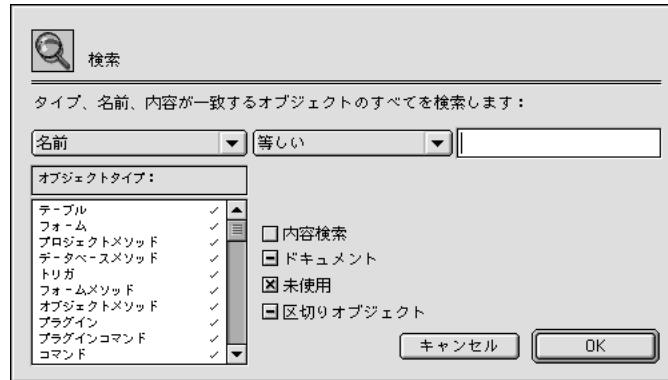 検索
タイプ、名前、内容が一致するオブジェクトのすべてを検索します：
名前
等しい
オブジェクトタイプ：
テーブル
フォーム
プロジェクトメソッド
データベースメソッド
トリガ
フォームメソッド
オブジェクトメソッド
プラグイン
プラグインコマンド
コマンド
内容検索
ドキュメント
未使用
区切りオブジェクト
キャンセル
OK